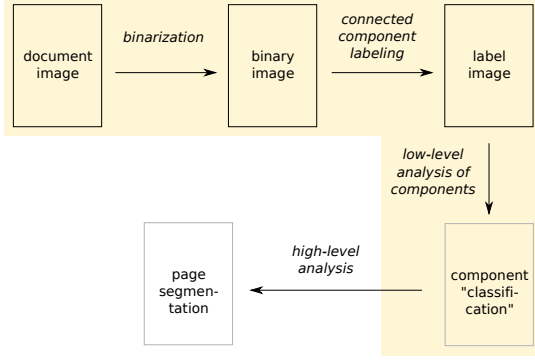 document
image
binarization
binary
image
connected
component
labeling
label
image
low-level
analysis of
components
component
"classifi-
cation"
high-level
analysis
page
segmen-
tation